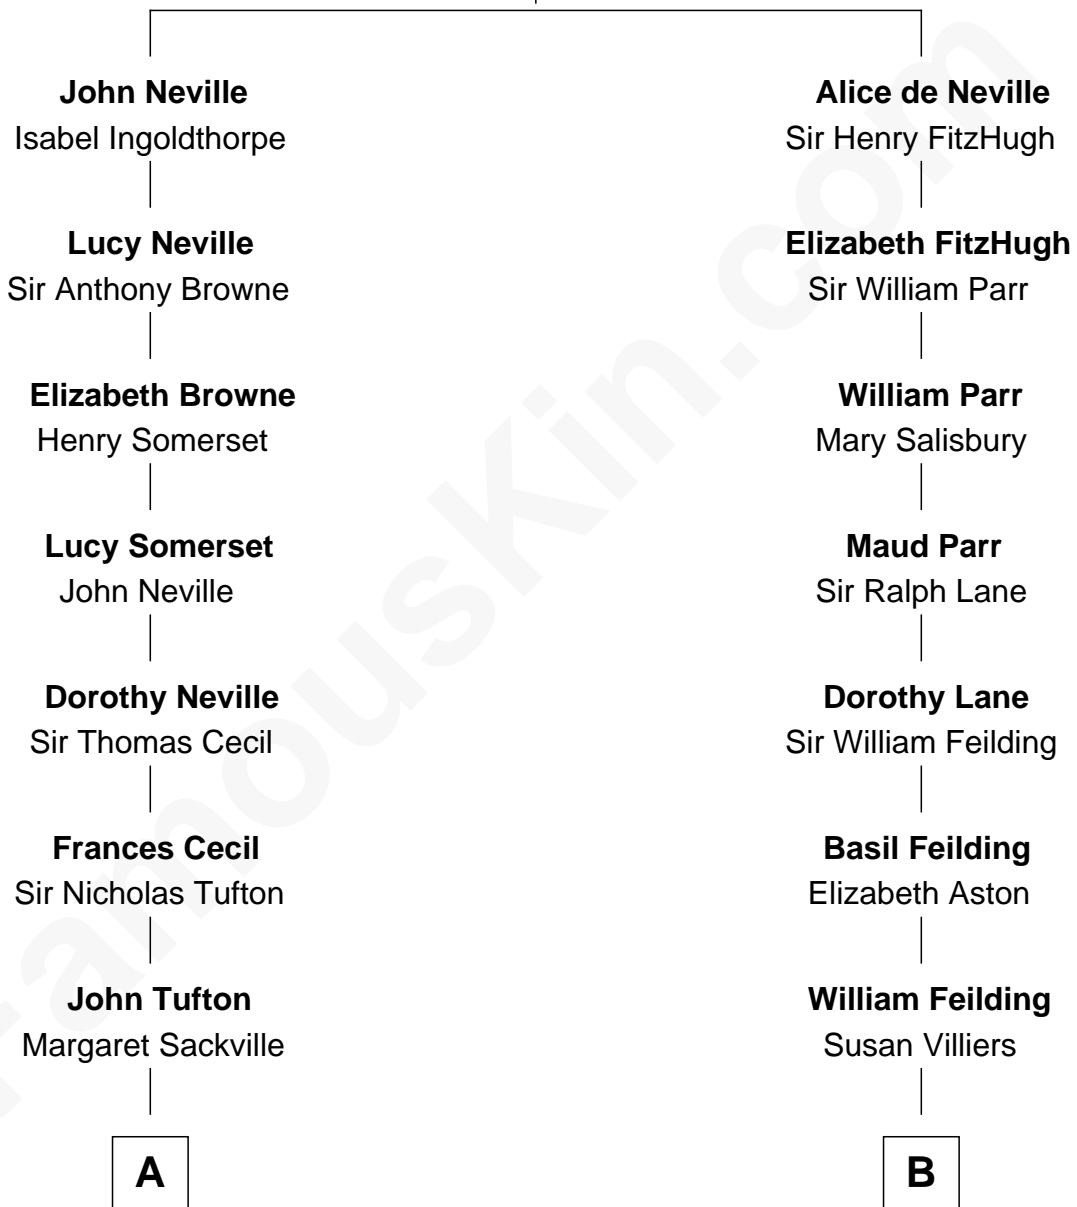 John Neville
Isabel Ingoldthorpe
Lucy Neville
Sir Anthony Browne
Elizabeth Browne
Henry Somerset
Lucy Somerset
John Neville
Dorothy Neville
Sir Thomas Cecil
Frances Cecil
Sir Nicholas Tufton
John Tufton
Margaret Sackville
A
Alice de Neville
Sir Henry FitzHugh
Elizabeth FitzHugh
Sir William Parr
William Parr
Mary Salisbury
Maud Parr
Sir Ralph Lane
Dorothy Lane
Sir William Feilding
Basil Feilding
Elizabeth Aston
William Feilding
Susan Villiers
B
FamousKin.com